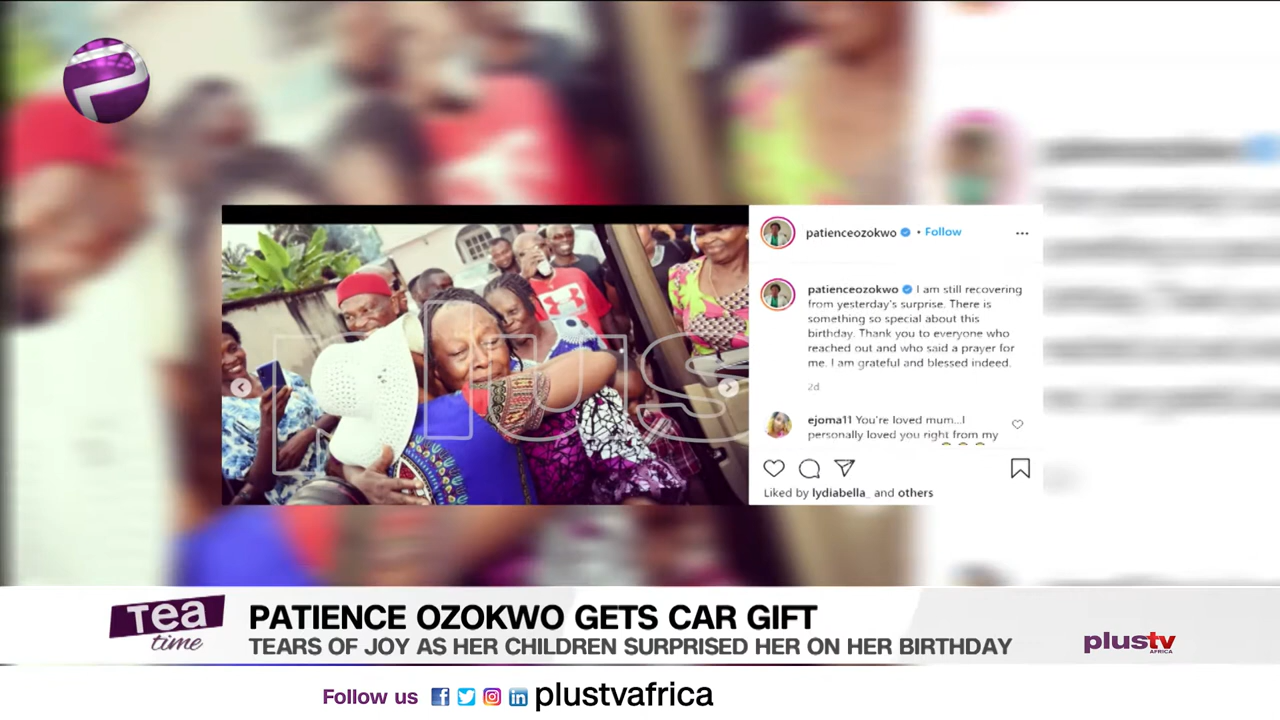 patienceozokwo • Follow
patienceozokwo I am still recovering
from yesterday's surprise. There is
something so special about this
birthday. Thank you to everyone who
reached out and who said a prayer for
me. I am grateful and blessed indeed.
2d
ejoma11 You're loved mum...I
personally loved you right from my
Liked by lydiabella_ and others
plus
Tea
time
PATIENCE OZOKWO GETS CAR GIFT
TEARS OF JOY AS HER CHILDREN SURPRISED HER ON HER BIRTHDAY
plustv
AFRICA
Follow us plustvafrica